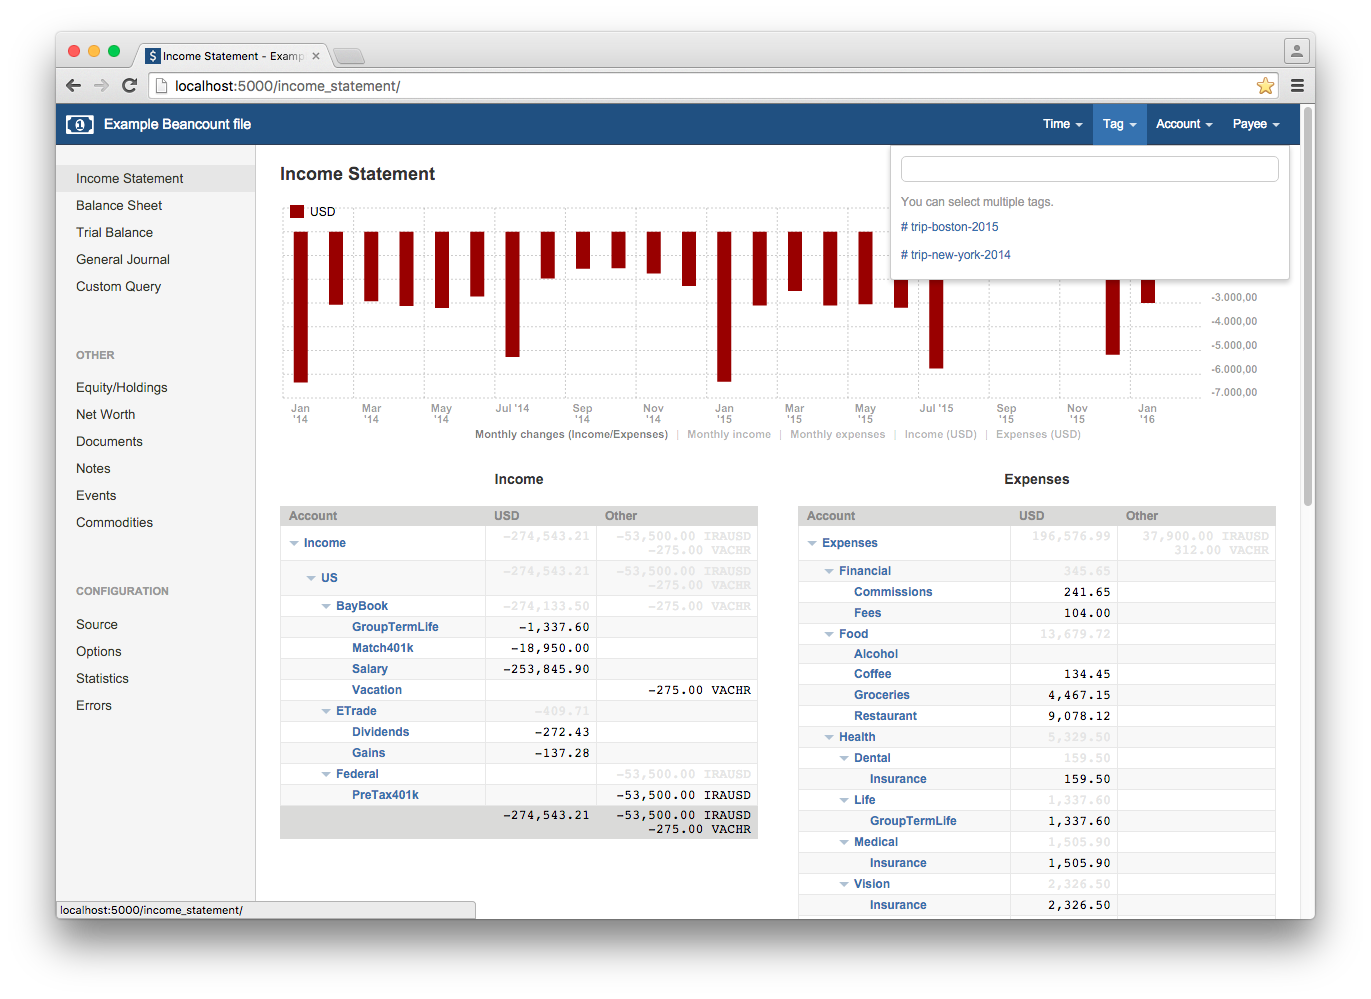 $ Income Statement - Examp
localhost:5000/income_statement/
Example Beancount file
Time
Tag
Account
Payee
Income Statement
Balance Sheet
Trial Balance
General Journal
Custom Query
OTHER
Equity/Holdings
Net Worth
Documents
Notes
Events
Commodities
CONFIGURATION
Source
Options
Statistics
Errors
Income Statement
You can select multiple tags.
# trip-boston-2015
# trip-new-york-2014
USD
-3.000,00
-4.000,00
-5.000,00
-6.000,00
-7.000,00
Jan '14
Mar '14
May '14
Jul '14
Sep '14
Nov '14
Jan '15
Mar '15
May '15
Jul '15
Sep '15
Nov '15
Jan '16
Monthly changes (Income/Expenses) | Monthly income | Monthly expenses | Income (USD) | Expenses (USD)
Income
Account USD Other
Income -274,543.21 -53,500.00 IRAUSD
-275.00 VACHR
US -274,543.21 -53,500.00 IRAUSD
-275.00 VACHR
BayBook -274,133.50 -275.00 VACHR
GroupTermLife -1,337.60
Match401k -18,950.00
Salary -253,845.90
Vacation -275.00 VACHR
ETrade -409.71
Dividends -272.43
Gains -137.28
Federal -53,500.00 IRAUSD
PreTax401k -53,500.00 IRAUSD
-274,543.21 -53,500.00 IRAUSD
-275.00 VACHR
Expenses
Account USD Other
Expenses 196,576.99 37,900.00 IRAUSD
312.00 VACHR
Financial 345.65
Commissions 241.65
Fees 104.00
Food 13,679.72
Alcohol
Coffee 134.45
Groceries 4,467.15
Restaurant 9,078.12
Health 5,329.50
Dental 159.50
Insurance 159.50
Life 1,337.60
GroupTermLife 1,337.60
Medical 1,505.90
Insurance 1,505.90
Vision 2,326.50
Insurance 2,326.50
localhost:5000/income_statement/